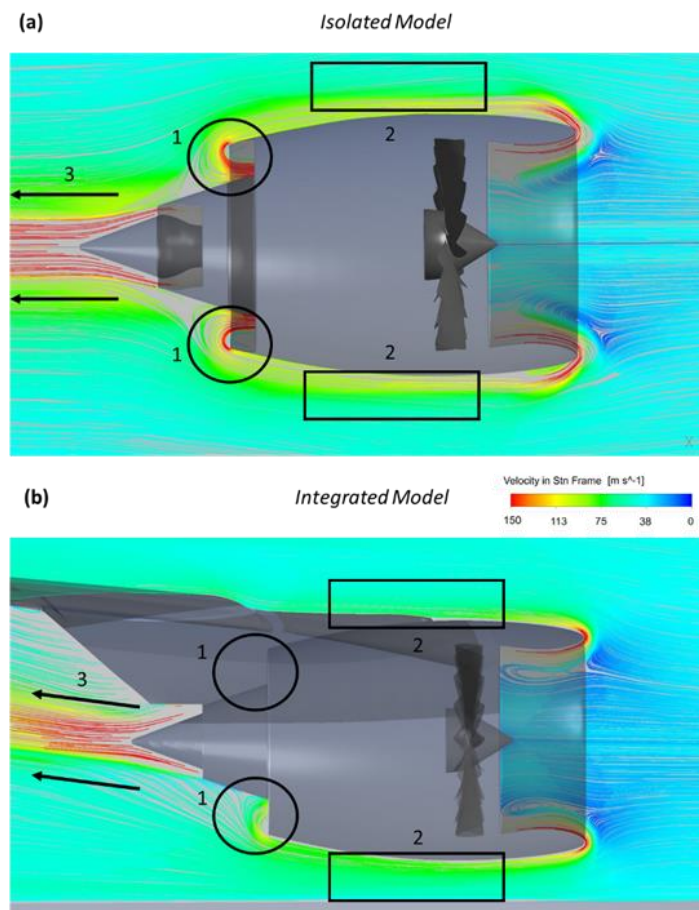 (a) Isolated Model
1
2
3
1
2
X
(b) Integrated Model
Velocity in Stn Frame [m s^-1]
150 113 75 38 0
1
2
3
1
2